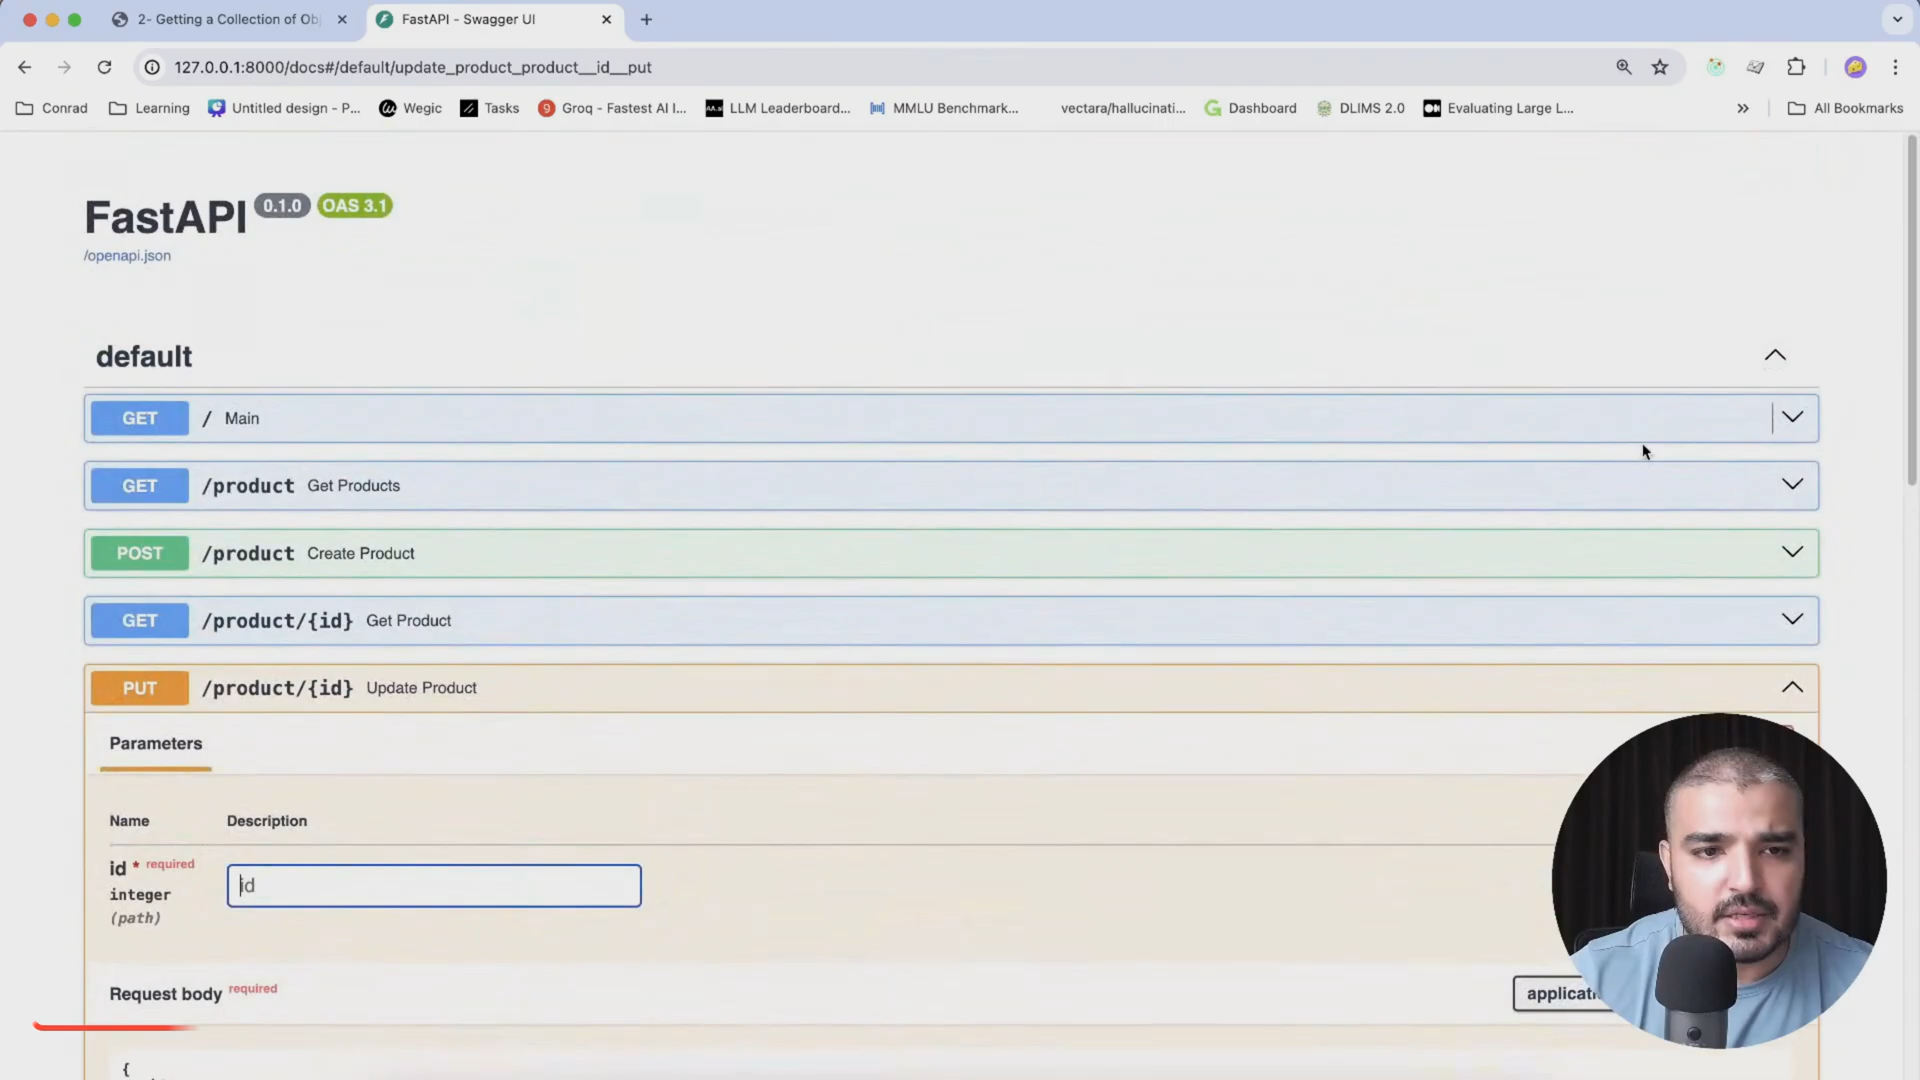 2- Getting a Collection of Ob
FastAPI - Swagger UI
127.0.0.1:8000/docs#/default/update_product_product__id__put
Conrad
Learning
Untitled design - P...
Wegic
Tasks
Groq - Fastest AI I...
LLM Leaderboard...
MMLU Benchmark...
vectara/hallucinati...
Dashboard
DLIMS 2.0
Evaluating Large L...
All Bookmarks
FastAPI 0.1.0 OAS 3.1
/openapi.json
default
GET / Main
GET /product Get Products
POST /product Create Product
GET /product/{id} Get Product
PUT /product/{id} Update Product
Parameters
Name Description
id * required
integer
(path)
id
Request body required
applicati
{